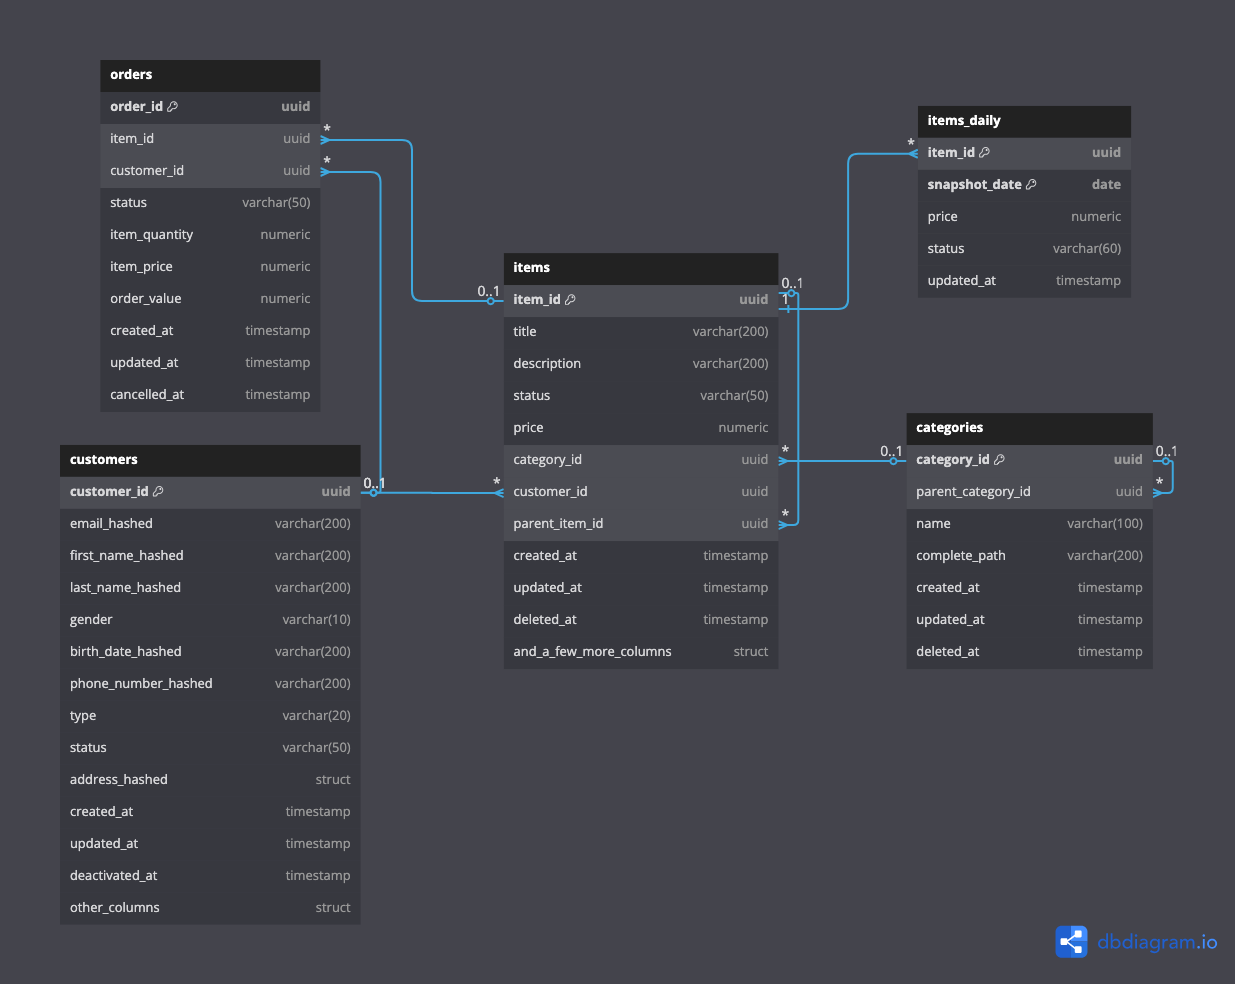 orders
order_id uuid
item_id uuid
customer_id uuid
status varchar(50)
item_quantity numeric
item_price numeric
order_value numeric
created_at timestamp
updated_at timestamp
cancelled_at timestamp
*
*
customers
customer_id uuid
email_hashed varchar(200)
first_name_hashed varchar(200)
last_name_hashed varchar(200)
gender varchar(10)
birth_date_hashed varchar(200)
phone_number_hashed varchar(200)
type varchar(20)
status varchar(50)
address_hashed struct
created_at timestamp
updated_at timestamp
deactivated_at timestamp
other_columns struct
0..1
*
0..1
items
item_id uuid
title varchar(200)
description varchar(200)
status varchar(50)
price numeric
category_id uuid
customer_id uuid
parent_item_id uuid
created_at timestamp
updated_at timestamp
deleted_at timestamp
and_a_few_more_columns struct
0..1
1
*
*
*
items_daily
item_id uuid
snapshot_date date
price numeric
status varchar(60)
updated_at timestamp
0..1
categories
category_id uuid
parent_category_id uuid
name varchar(100)
complete_path varchar(200)
created_at timestamp
updated_at timestamp
deleted_at timestamp
0..1
*
dbdiagram.io